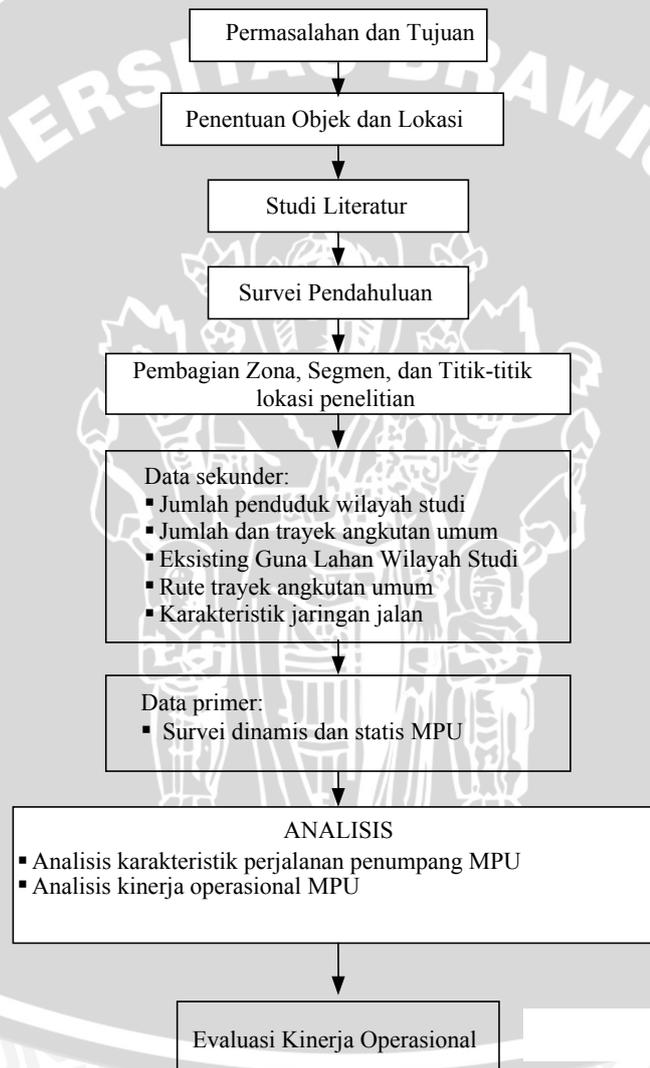 VERSITAS BRAWI
Permasalahan dan Tujuan
Penentuan Objek dan Lokasi
Studi Literatur
Survei Pendahuluan
Pembagian Zona, Segmen, dan Titik-titik
lokasi penelitian
Data sekunder:
▪ Jumlah penduduk wilayah studi
▪ Jumlah dan trayek angkutan umum
▪ Eksisting Guna Lahan Wilayah Studi
▪ Rute trayek angkutan umum
▪ Karakteristik jaringan jalan
Data primer:
▪ Survei dinamis dan statis MPU
ANALISIS
▪ Analisis karakteristik perjalanan penumpang MPU
▪ Analisis kinerja operasional MPU
Evaluasi Kinerja Operasional